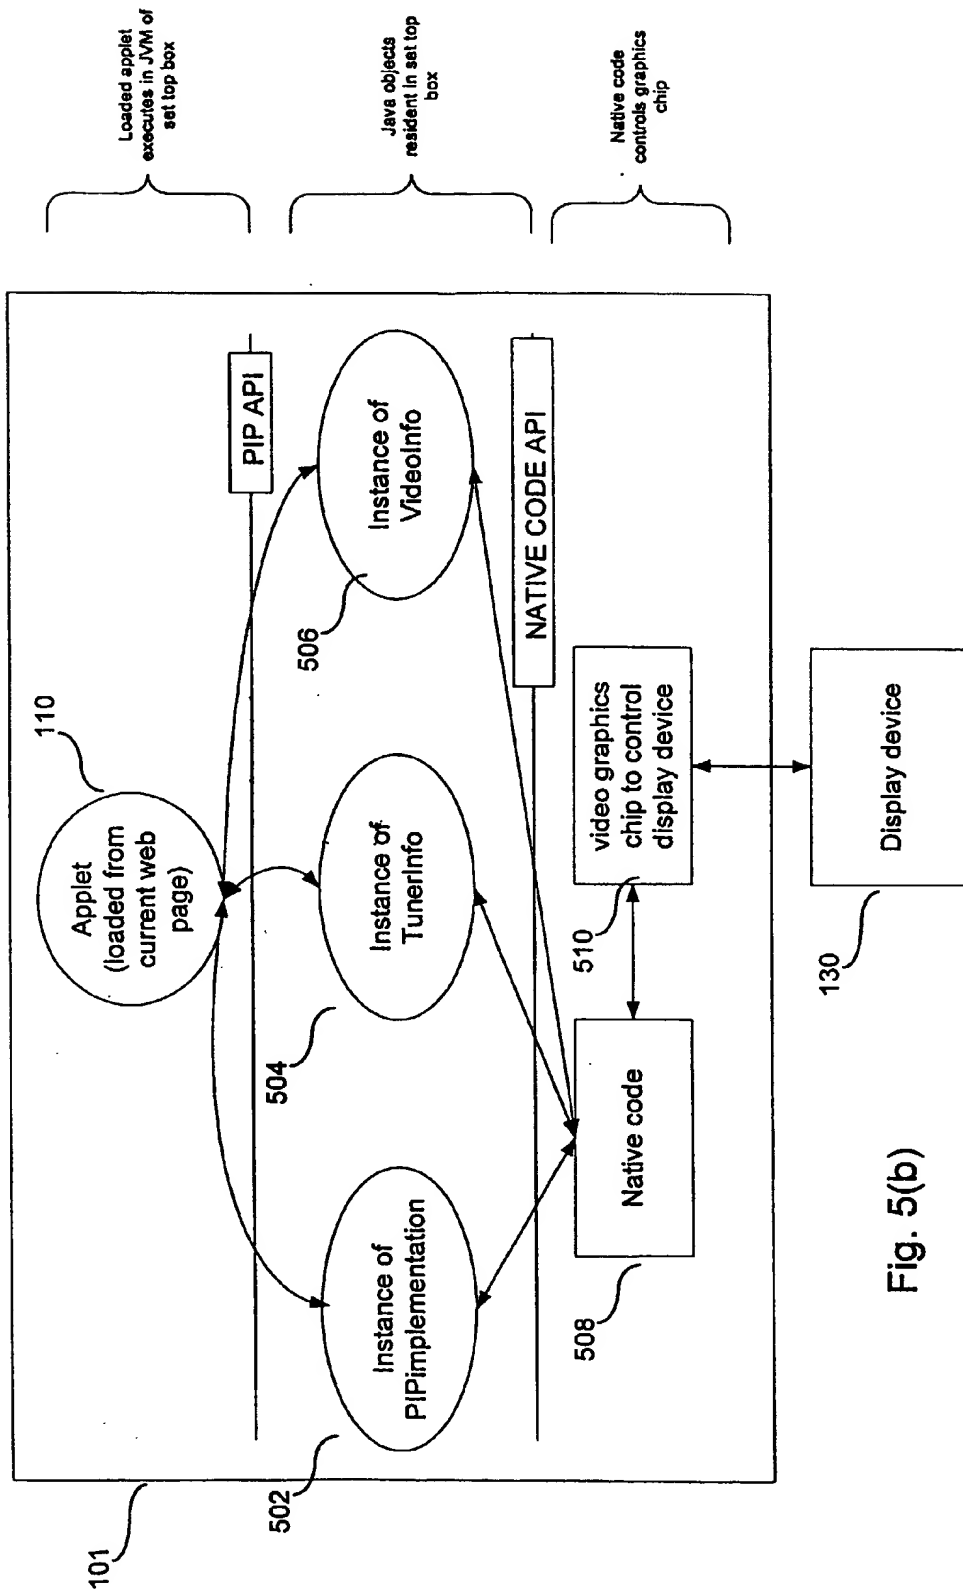 Loaded applet
executes in JVM of
set top box
Java objects
resident in set top
box
Native code
controls graphics
chip
101
110
Applet
(loaded from
current web
page)
PIP API
502
Instance of
PIPimplementation
504
Instance of
TunerInfo
506
Instance of
VideoInfo
NATIVE CODE API
508
Native code
510
video graphics
chip to control
display device
130
Display device
Fig. 5(b)